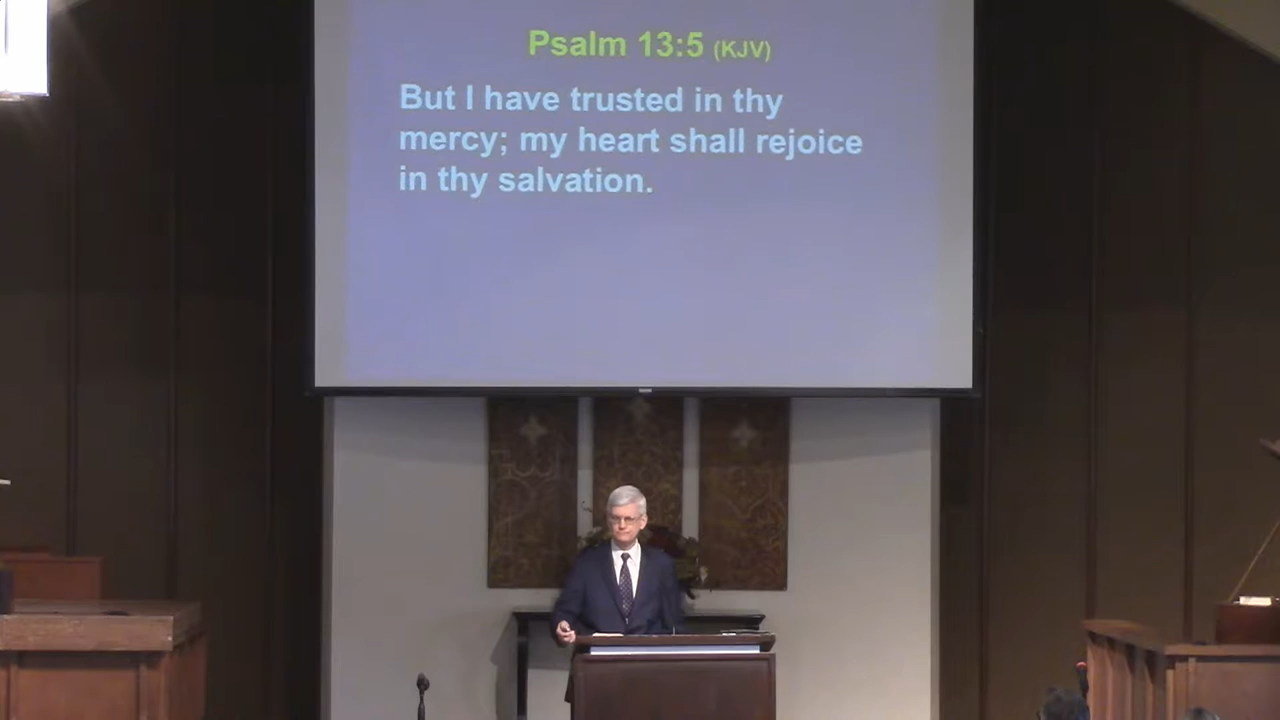 Psalm 13:5 (KJV)
But I have trusted in thy
mercy; my heart shall rejoice
in thy salvation.